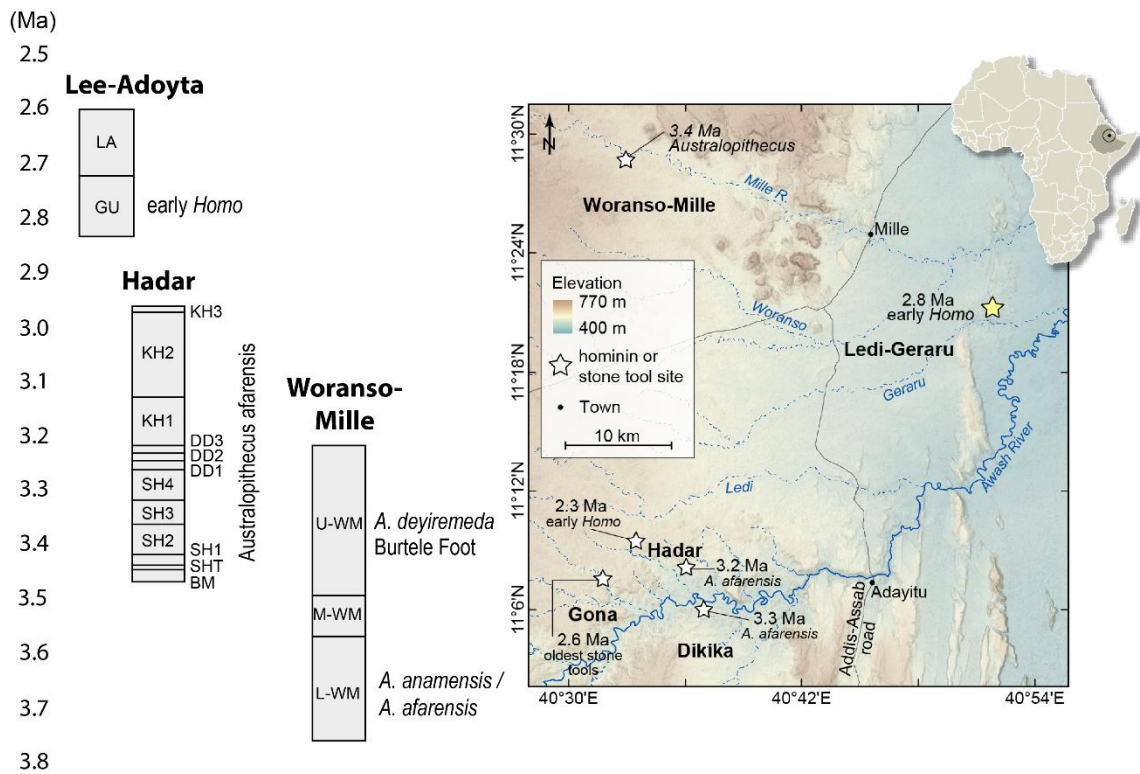 (Ma)
2.5
2.6
2.7
2.8
2.9
3.0
3.1
3.2
3.3
3.4
3.5
3.6
3.7
3.8
Lee-Adoyta
LA
GU
early Homo
Hadar
KH3
KH2
KH1
DD3
DD2
DD1
SH4
SH3
SH2
SH1
SHT
BM
Australopithecus afarensis
Woranso-
Mille
U-WM
A. deyiremeda
Burtele Foot
M-WM
L-WM
A. anamensis /
A. afarensis
11°30'N
11°24'N
11°18'N
11°12'N
11°6'N
40°30'E
40°42'E
40°54'E
N
3.4 Ma
Australopithecus
Mille R.
Woranso-Mille
Mille
Elevation
770 m
400 m
hominin or
stone tool site
Town
10 km
Woranso
2.8 Ma
early Homo
Ledi-Geraru
Geraru
Awash River
Ledi
2.3 Ma
early Homo
Hadar
3.2 Ma
A. afarensis
Gona
2.6 Ma
oldest stone
tools
3.3 Ma
A. afarensis
Dikika
Adayitu
Addis-Assab
road